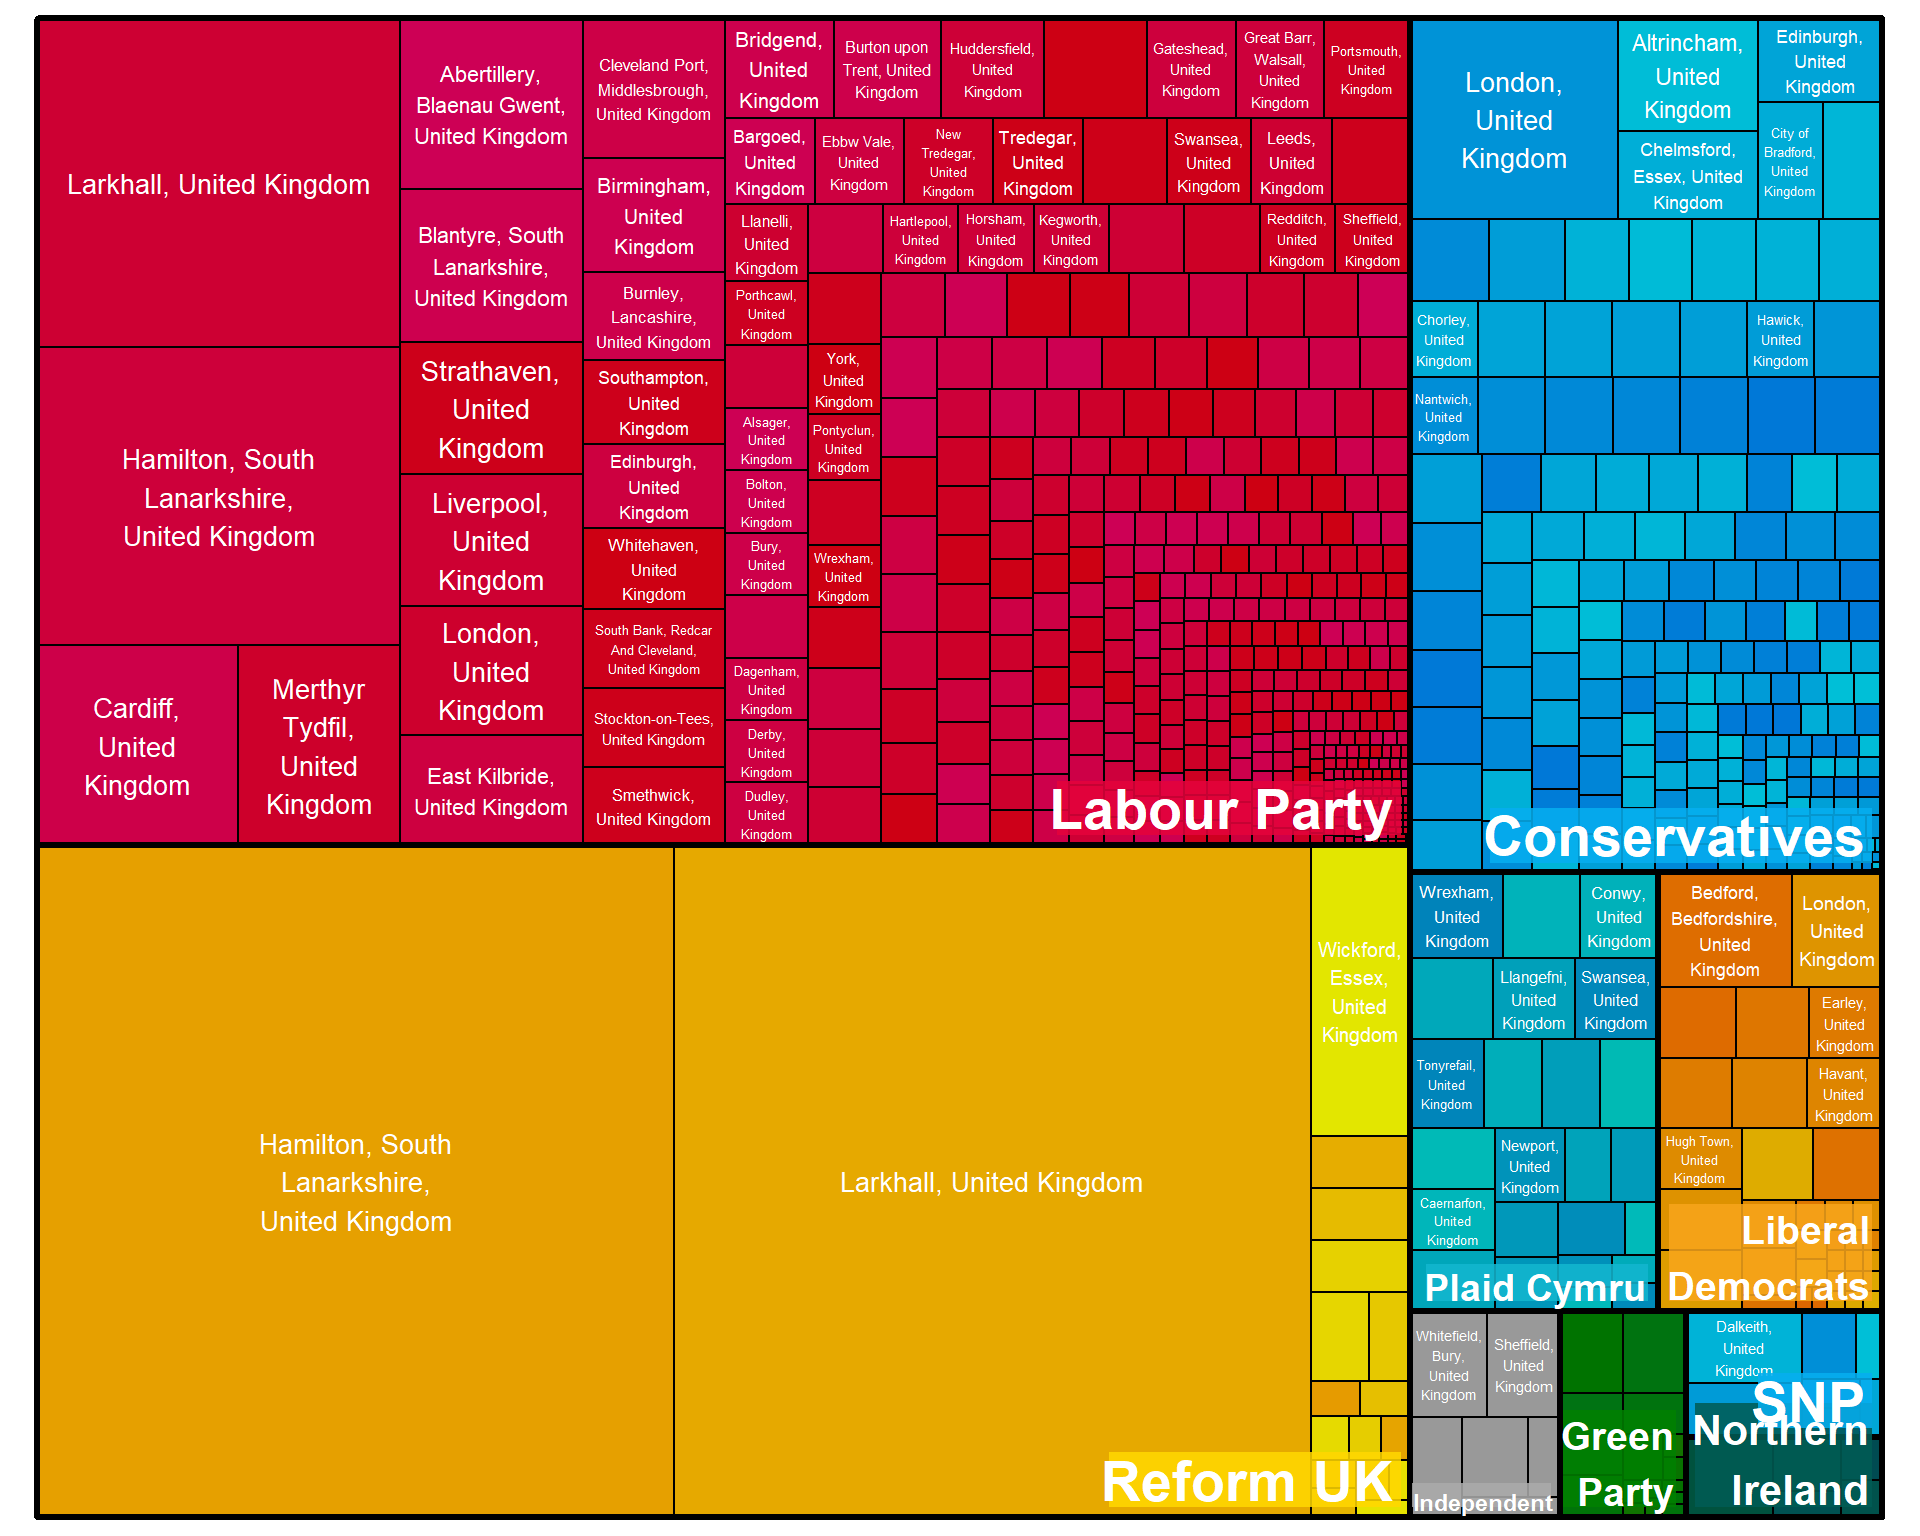 Larkhall, United Kingdom
Hamilton, South
Lanarkshire,
United Kingdom
Cardiff,
United
Kingdom
Merthyr
Tydfil,
United
Kingdom
Abertillery,
Blaenau Gwent,
United Kingdom
Blantyre, South
Lanarkshire,
United Kingdom
Strathaven,
United
Kingdom
Liverpool,
United
Kingdom
London,
United
Kingdom
East Kilbride,
United Kingdom
Cleveland Port,
Middlesbrough,
United Kingdom
Birmingham,
United
Kingdom
Burnley,
Lancashire,
United Kingdom
Southampton,
United
Kingdom
Edinburgh,
United
Kingdom
Whitehaven,
United
Kingdom
South Bank, Redcar
And Cleveland,
United Kingdom
Stockton-on-Tees,
United Kingdom
Smethwick,
United Kingdom
Bridgend,
United
Kingdom
Burton upon
Trent, United
Kingdom
Huddersfield,
United
Kingdom
Gateshead,
United
Kingdom
Great Barr,
Walsall,
United
Kingdom
Portsmouth,
United
Kingdom
Bargoed,
United
Kingdom
Ebbw Vale,
United
Kingdom
New
Tredegar,
United
Kingdom
Tredegar,
United
Kingdom
Swansea,
United
Kingdom
Leeds,
United
Kingdom
Llanelli,
United
Kingdom
Hartlepool,
United
Kingdom
Horsham,
United
Kingdom
Kegworth,
United
Kingdom
Redditch,
United
Kingdom
Sheffield,
United
Kingdom
Porthcawl,
United
Kingdom
York,
United
Kingdom
Alsager,
United
Kingdom
Pontyclun,
United
Kingdom
Bolton,
United
Kingdom
Bury,
United
Kingdom
Wrexham,
United
Kingdom
Dagenham,
United
Kingdom
Derby,
United
Kingdom
Dudley,
United
Kingdom
Labour Party
London,
United
Kingdom
Altrincham,
United
Kingdom
Edinburgh,
United
Kingdom
Chelmsford,
Essex, United
Kingdom
City of
Bradford,
United
Kingdom
Chorley,
United
Kingdom
Hawick,
United
Kingdom
Nantwich,
United
Kingdom
Conservatives
Hamilton, South
Lanarkshire,
United Kingdom
Larkhall, United Kingdom
Wickford,
Essex,
United
Kingdom
Reform UK
Wrexham,
United
Kingdom
Conwy,
United
Kingdom
Llangefni,
United
Kingdom
Swansea,
United
Kingdom
Tonyrefail,
United
Kingdom
Newport,
United
Kingdom
Caernarfon,
United
Kingdom
Plaid Cymru
Bedford,
Bedfordshire,
United
Kingdom
London,
United
Kingdom
Earley,
United
Kingdom
Havant,
United
Kingdom
Hugh Town,
United
Kingdom
Liberal
Democrats
Whitefield,
Bury,
United
Kingdom
Sheffield,
United
Kingdom
Independent
Green
Party
Dalkeith,
United
Kingdom
SNP
Northern
Ireland